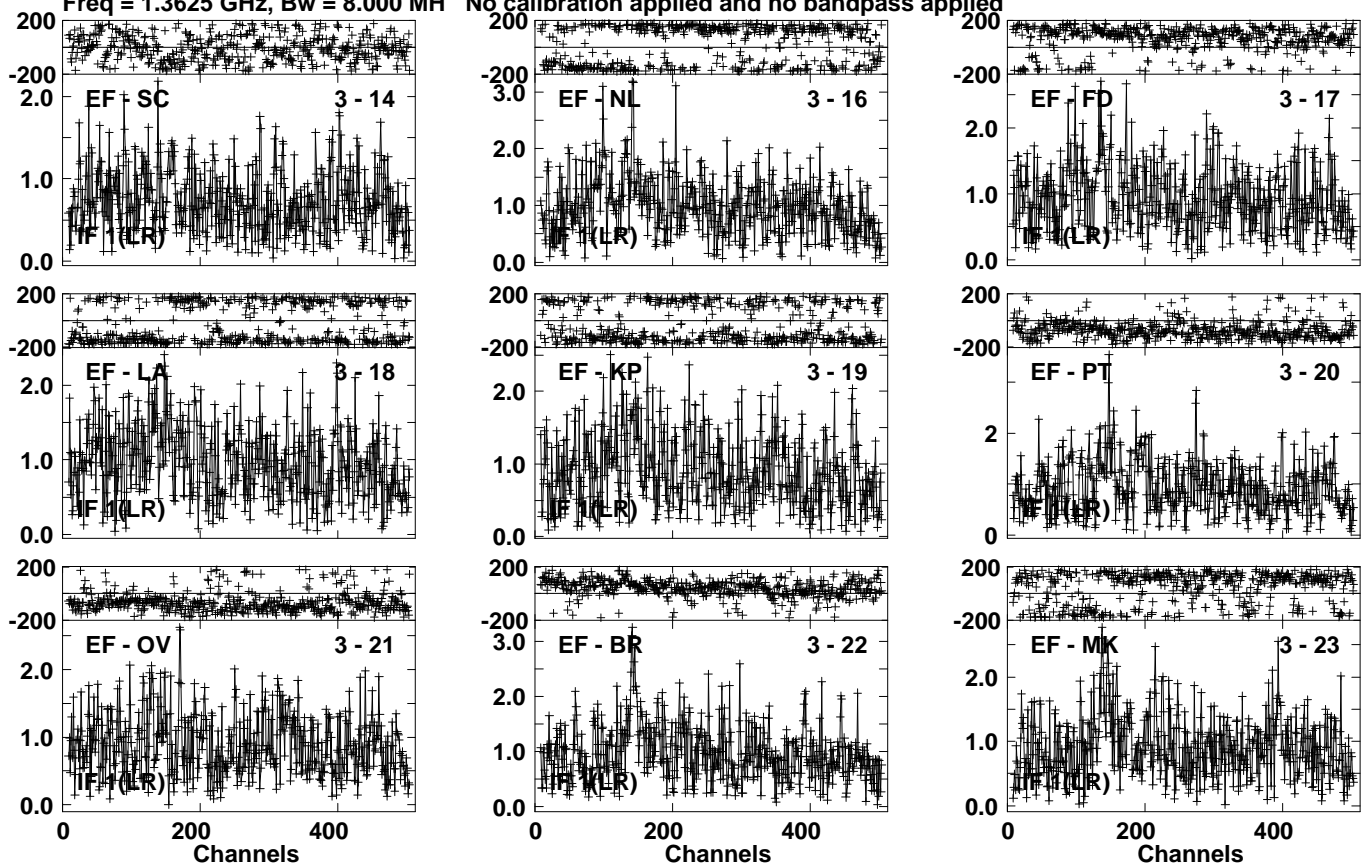 Freq = 1.3625 GHz, Bw = 8.000 MH No calibration applied and no bandpass applied
200
-200
EF - SC 3 - 14
2.0
1.0
0.0
IF 1(LR)
200
-200
EF - NL 3 - 16
3.0
2.0
1.0
0.0
IF 1(LR)
200
-200
EF - FD 3 - 17
2.0
1.0
0.0
IF 1(LR)
200
-200
EF - LA 3 - 18
2.0
1.0
0.0
IF 1(LR)
200
-200
EF - KP 3 - 19
2.0
1.0
0.0
IF 1(LR)
200
-200
EF - PT 3 - 20
2
0
IF 1(LR)
200
-200
EF - OV 3 - 21
2.0
1.0
0.0
IF 1(LR)
0 200 400
Channels
200
-200
EF - BR 3 - 22
3.0
2.0
1.0
0.0
IF 1(LR)
0 200 400
Channels
200
-200
EF - MK 3 - 23
2.0
1.0
0.0
IF 1(LR)
0 200 400
Channels